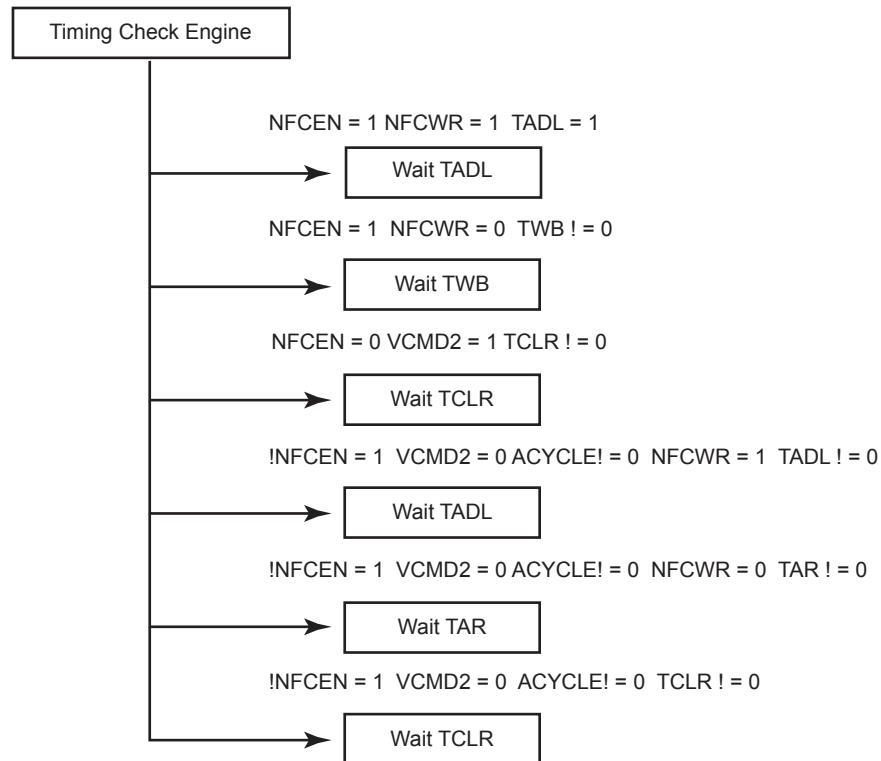 Timing Check Engine
NFCEN = 1 NFCWR = 1 TADL = 1
Wait TADL
NFCEN = 1 NFCWR = 0 TWB ! = 0
Wait TWB
NFCEN = 0 VCMD2 = 1 TCLR ! = 0
Wait TCLR
!NFCEN = 1 VCMD2 = 0 ACYCLE! = 0 NFCWR = 1 TADL ! = 0
Wait TADL
!NFCEN = 1 VCMD2 = 0 ACYCLE! = 0 NFCWR = 0 TAR ! = 0
Wait TAR
!NFCEN = 1 VCMD2 = 0 ACYCLE! = 0 TCLR ! = 0
Wait TCLR